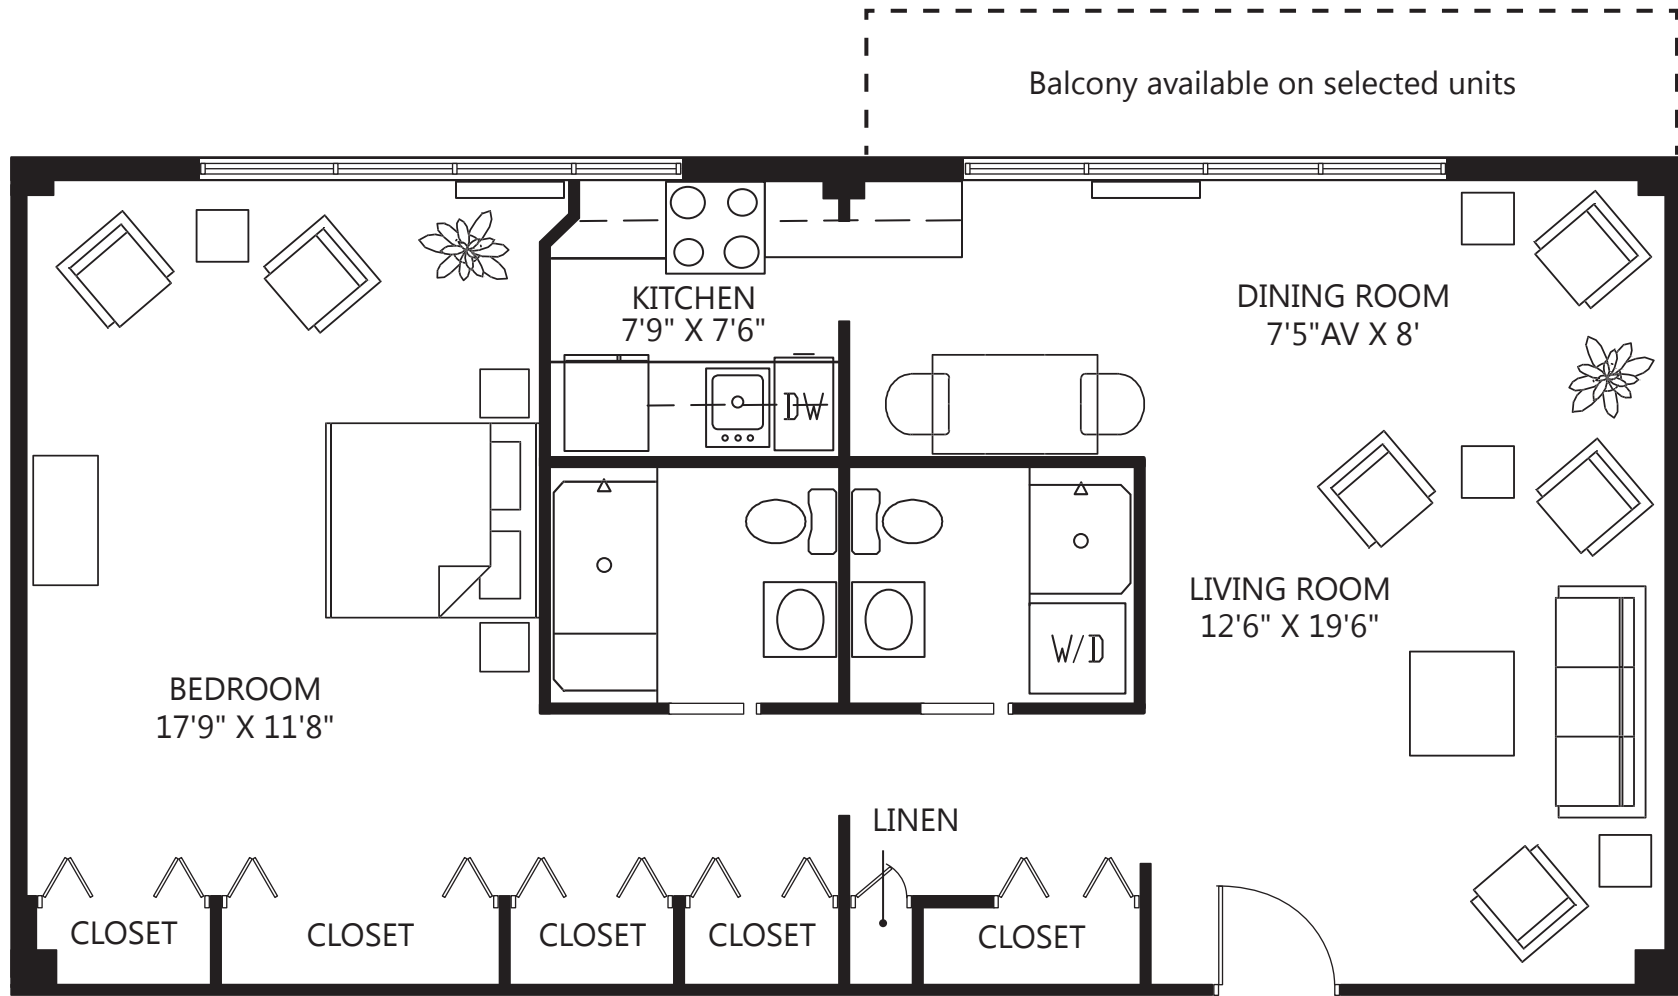 Balcony available on selected units
KITCHEN
7'9" X 7'6"
DINING ROOM
7'5"AV X 8'
DW
LIVING ROOM
12'6" X 19'6"
W/D
BEDROOM
17'9" X 11'8"
LINEN
CLOSET
CLOSET
CLOSET
CLOSET
CLOSET